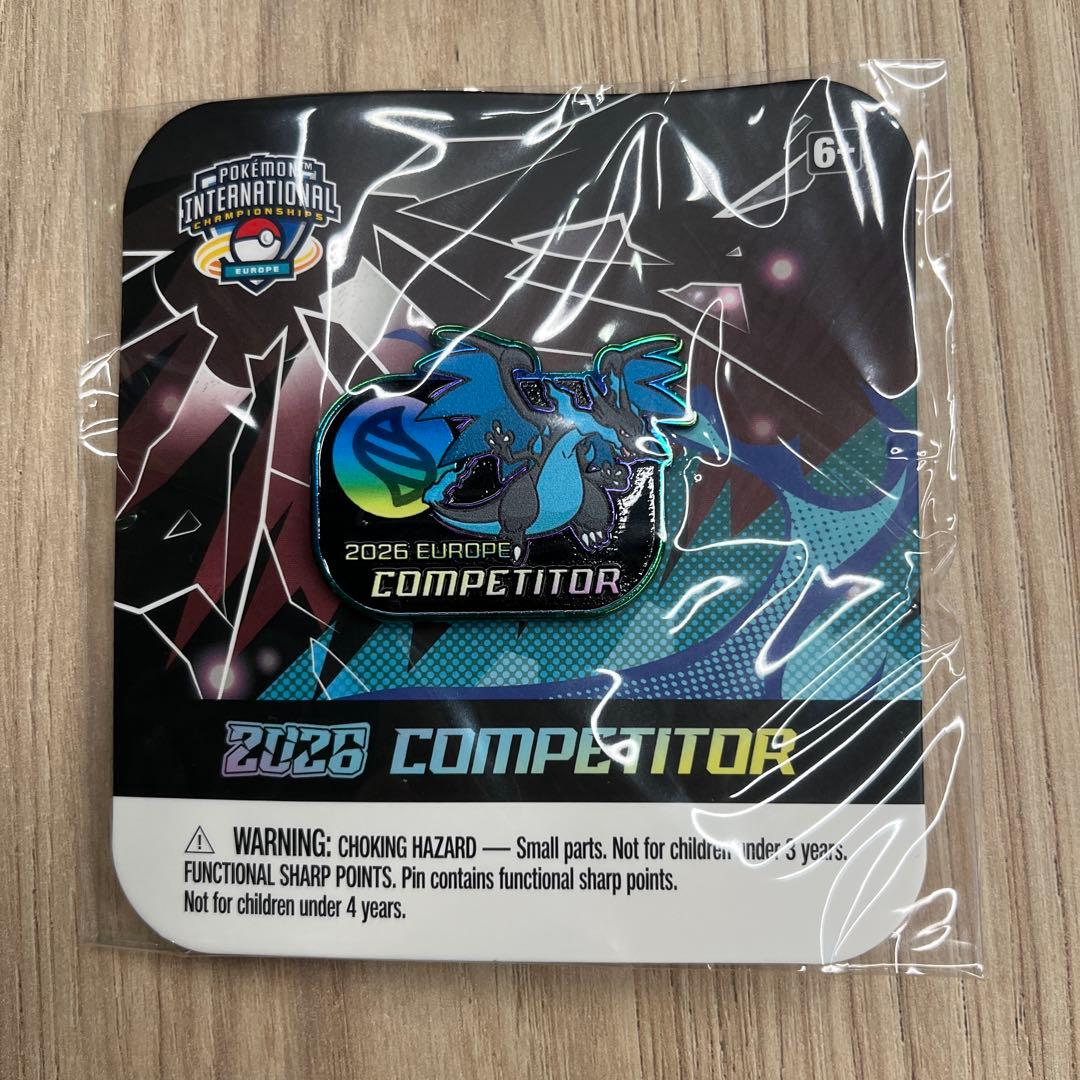 POKÉMON™
INTERNATIONAL
CHAMPIONSHIPS
EUROPE
6+
2026 EUROPE
COMPETITOR
2026 COMPETITOR
WARNING: CHOKING HAZARD — Small parts. Not for children under 3 years.
FUNCTIONAL SHARP POINTS. Pin contains functional sharp points.
Not for children under 4 years.